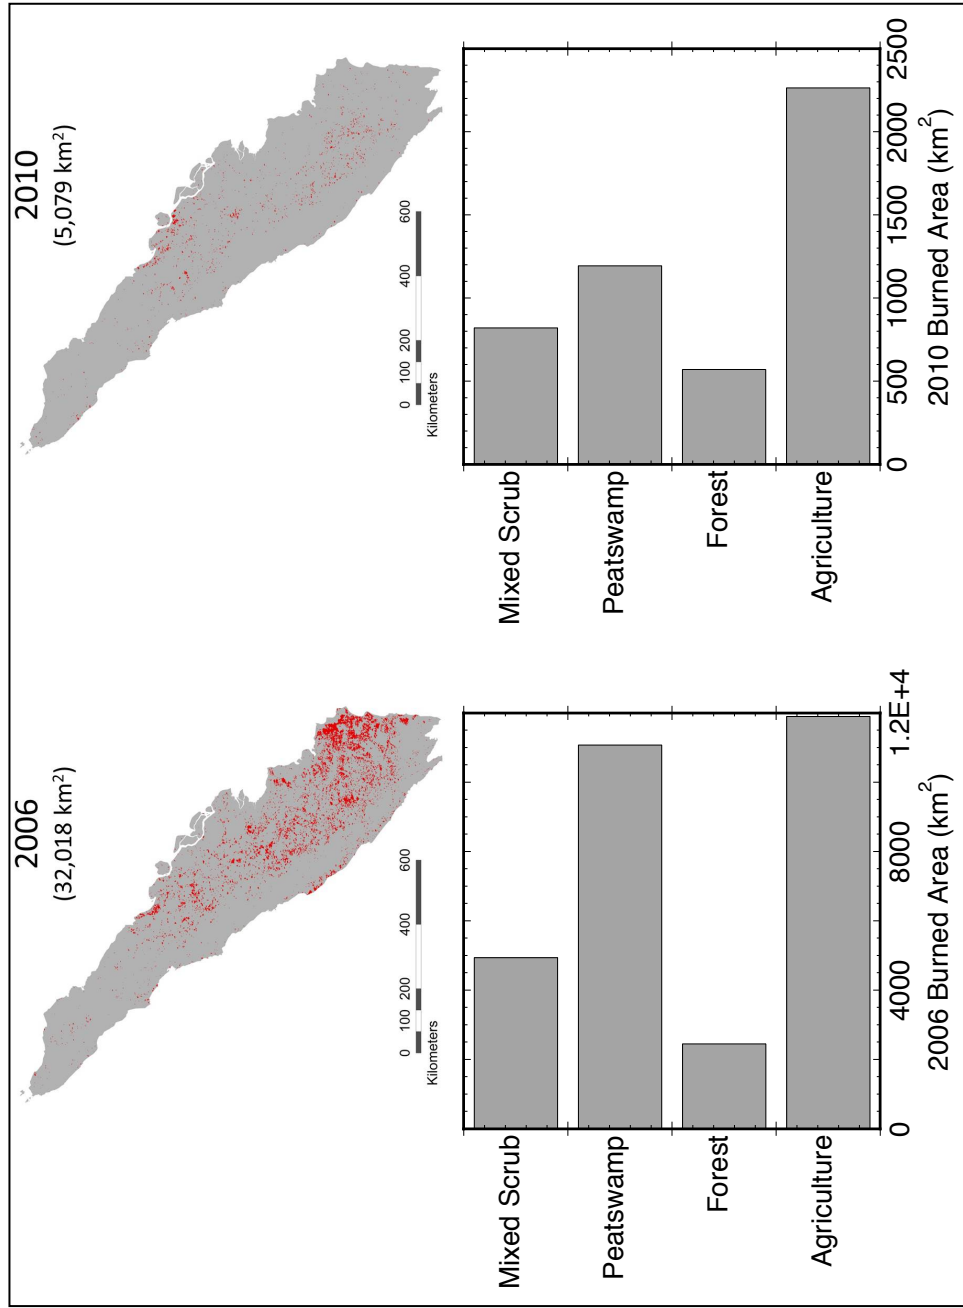 2006
(32,018 km²)
0 100 200 400 600
Kilometers
Mixed Scrub
Peatswamp
Forest
Agriculture
0 4000 8000 1.2E+4
2006 Burned Area (km²)
2010
(5,079 km²)
0 100 200 400 600
Kilometers
Mixed Scrub
Peatswamp
Forest
Agriculture
0 500 1000 1500 2000 2500
2010 Burned Area (km²)